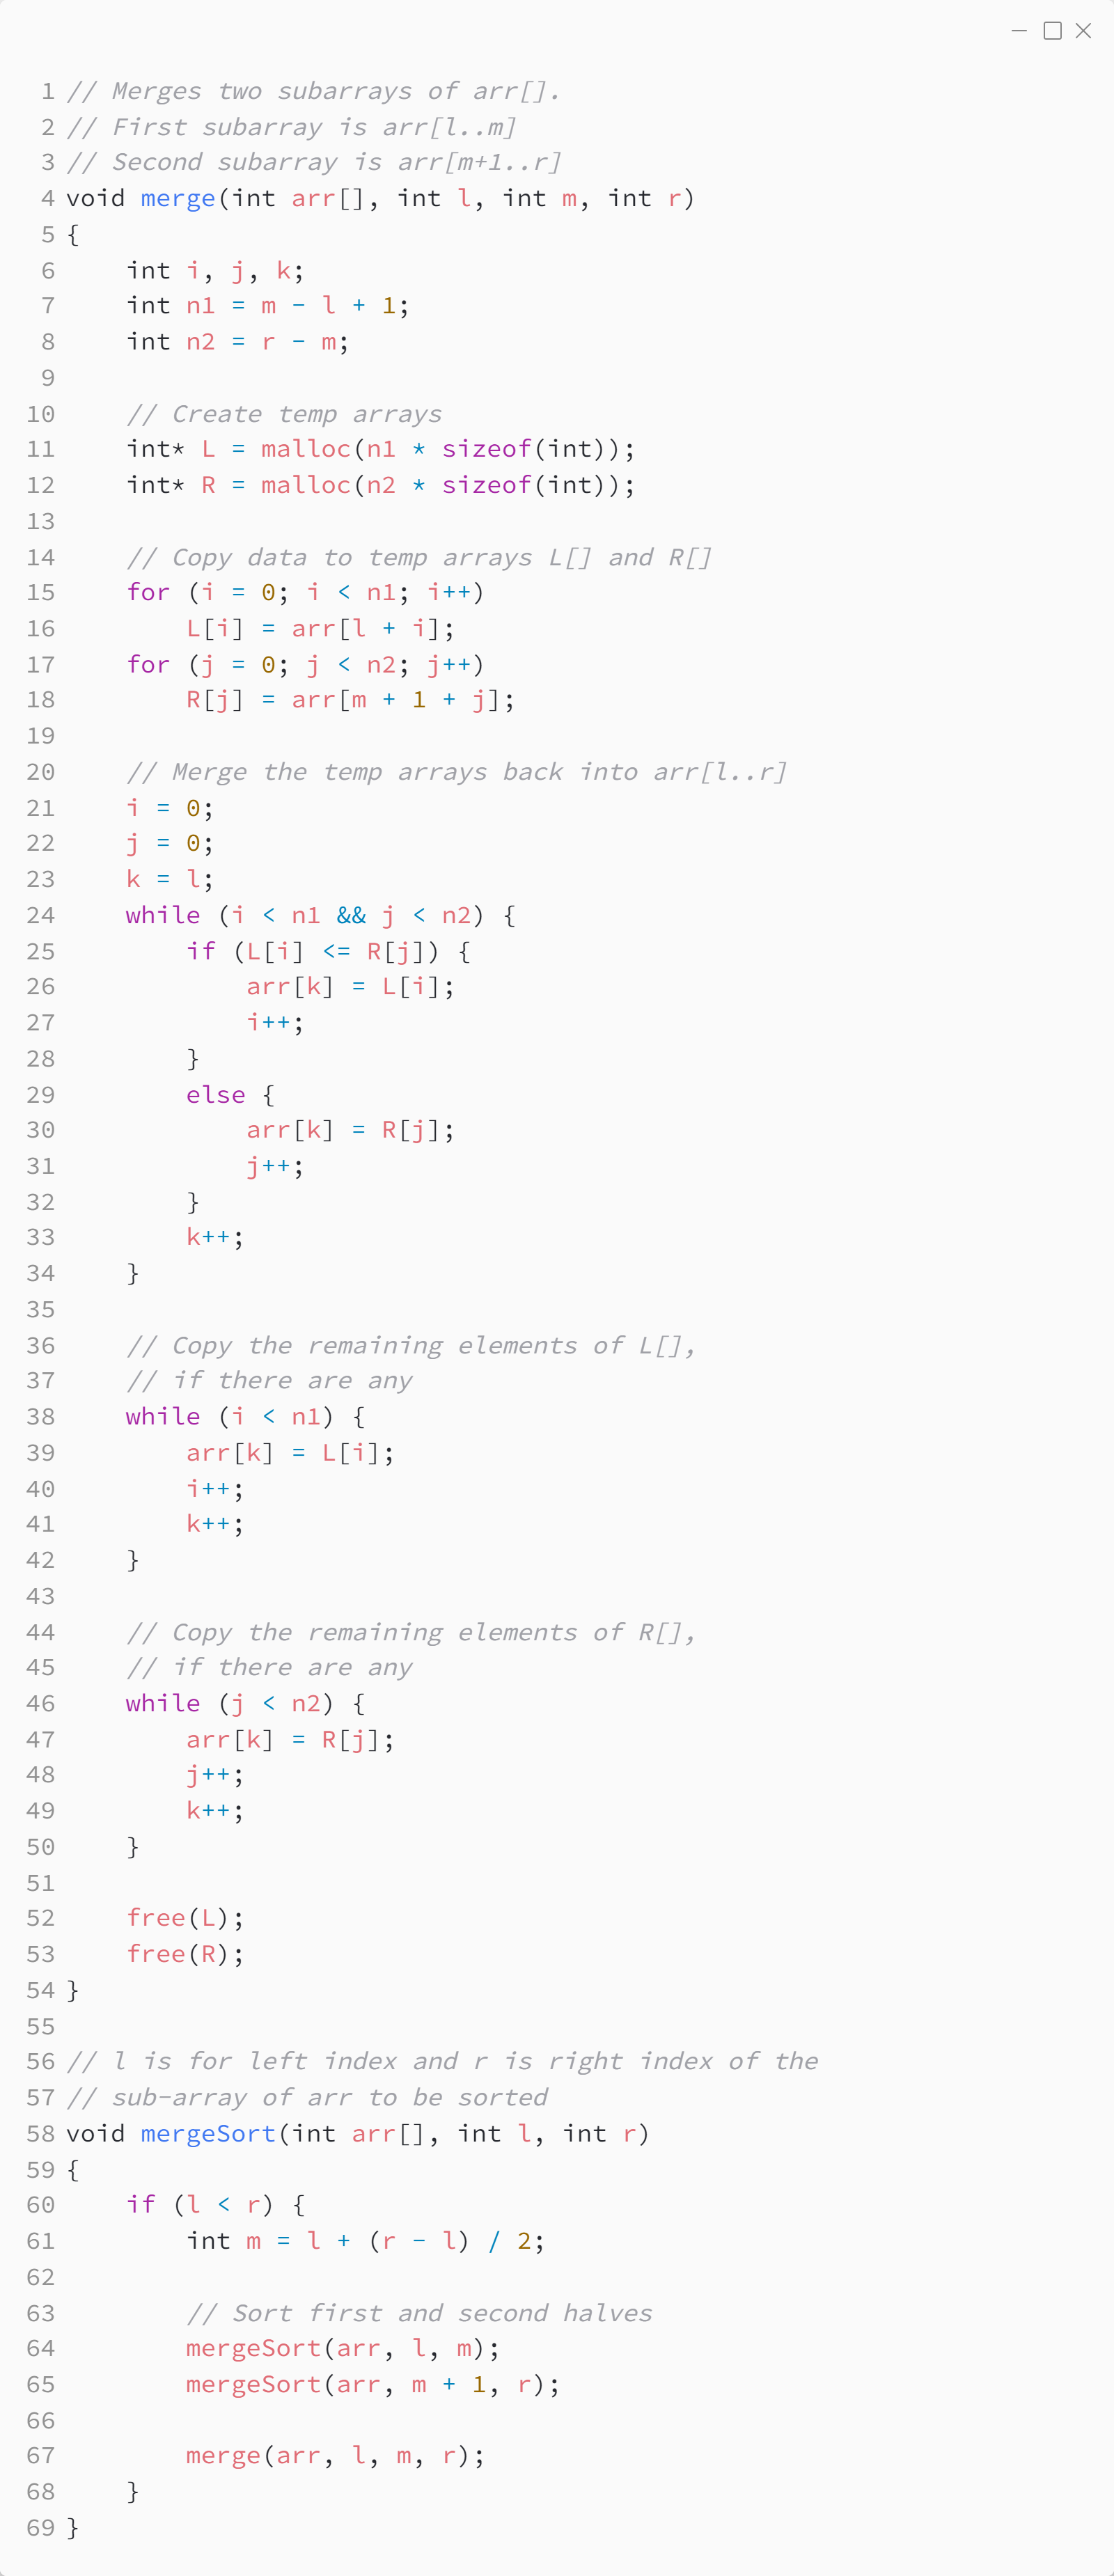 1 // Merges two subarrays of arr[].
2 // First subarray is arr[l..m]
3 // Second subarray is arr[m+1..r]
4 void merge(int arr[], int l, int m, int r)
5 {
6     int i, j, k;
7     int n1 = m - l + 1;
8     int n2 = r - m;
9
10     // Create temp arrays
11     int* L = malloc(n1 * sizeof(int));
12     int* R = malloc(n2 * sizeof(int));
13
14     // Copy data to temp arrays L[] and R[]
15     for (i = 0; i < n1; i++)
16         L[i] = arr[l + i];
17     for (j = 0; j < n2; j++)
18         R[j] = arr[m + 1 + j];
19
20     // Merge the temp arrays back into arr[l..r]
21     i = 0;
22     j = 0;
23     k = l;
24     while (i < n1 && j < n2) {
25         if (L[i] <= R[j]) {
26             arr[k] = L[i];
27             i++;
28         }
29         else {
30             arr[k] = R[j];
31             j++;
32         }
33         k++;
34     }
35
36     // Copy the remaining elements of L[],
37     // if there are any
38     while (i < n1) {
39         arr[k] = L[i];
40         i++;
41         k++;
42     }
43
44     // Copy the remaining elements of R[],
45     // if there are any
46     while (j < n2) {
47         arr[k] = R[j];
48         j++;
49         k++;
50     }
51
52     free(L);
53     free(R);
54 }
55
56 // l is for left index and r is right index of the
57 // sub-array of arr to be sorted
58 void mergeSort(int arr[], int l, int r)
59 {
60     if (l < r) {
61         int m = l + (r - l) / 2;
62
63         // Sort first and second halves
64         mergeSort(arr, l, m);
65         mergeSort(arr, m + 1, r);
66
67         merge(arr, l, m, r);
68     }
69 }